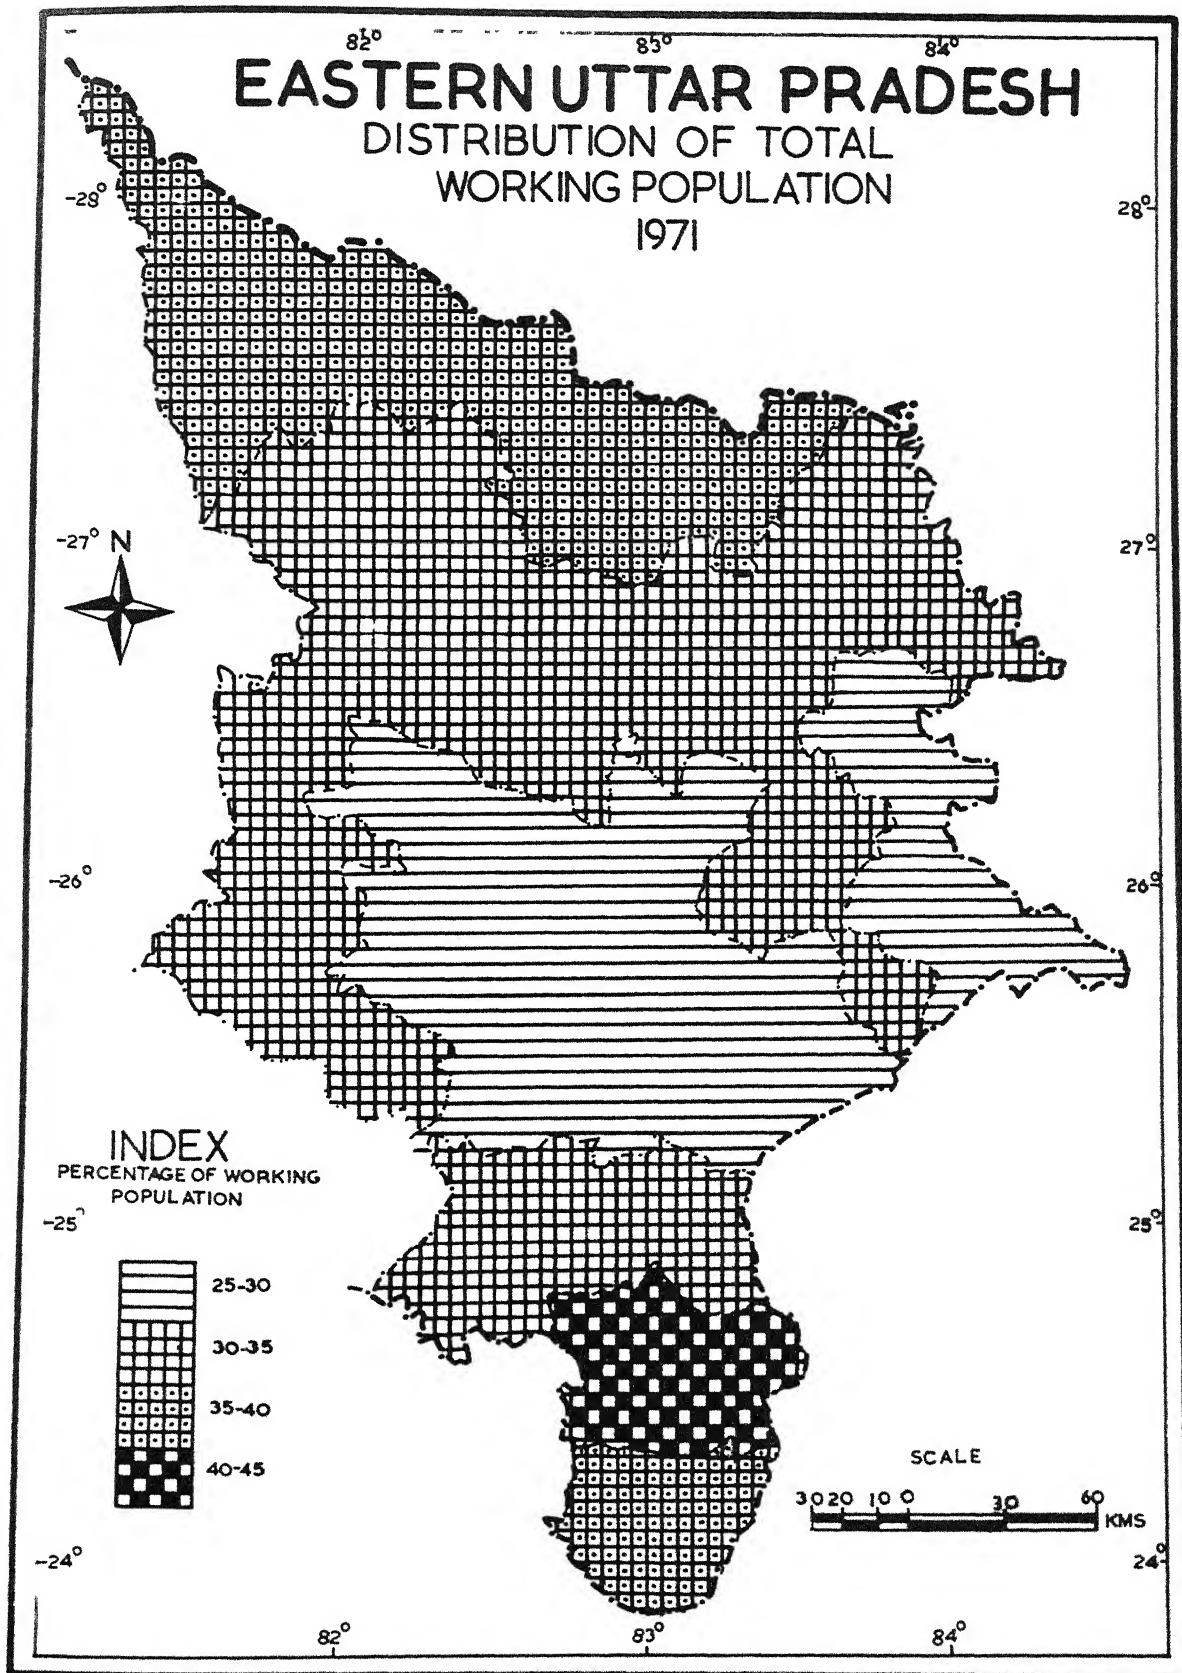 82° 83° 84°
EASTERN UTTAR PRADESH
DISTRIBUTION OF TOTAL
WORKING POPULATION
1971
-28° 28°
-27° 27°
N
-26° 26°
INDEX
PERCENTAGE OF WORKING
POPULATION
-25° 25°
25-30
30-35
35-40
40-45
SCALE
30 20 10 0 30 60
KMS
-24° 24°
82° 83° 84°